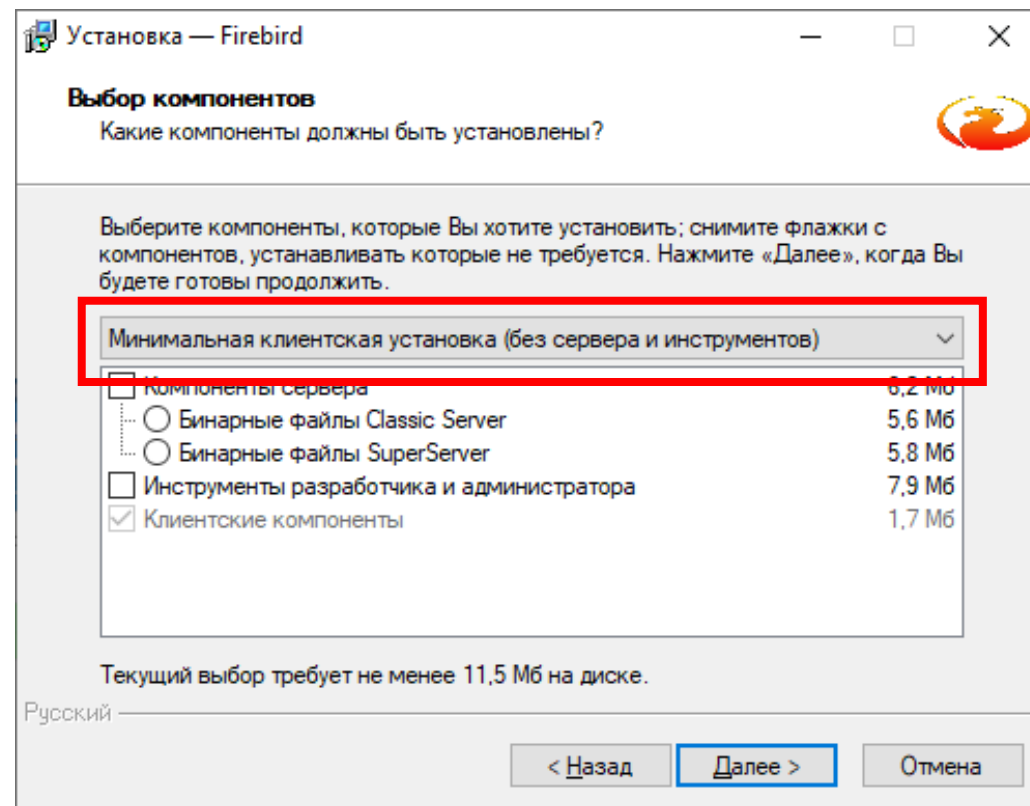 Установка — Firebird
Выбор компонентов
Какие компоненты должны быть установлены?
Выберите компоненты, которые Вы хотите установить; снимите флажки с
компонентов, устанавливать которые не требуется. Нажмите «Далее», когда Вы
будете готовы продолжить.
Минимальная клиентская установка (без сервера и инструментов)
Компоненты сервера 6,2 Мб
Бинарные файлы Classic Server 5,6 Мб
Бинарные файлы SuperServer 5,8 Мб
Инструменты разработчика и администратора 7,9 Мб
Клиентские компоненты 1,7 Мб
Текущий выбор требует не менее 11,5 Мб на диске.
Русский
< Назад Далее > Отмена